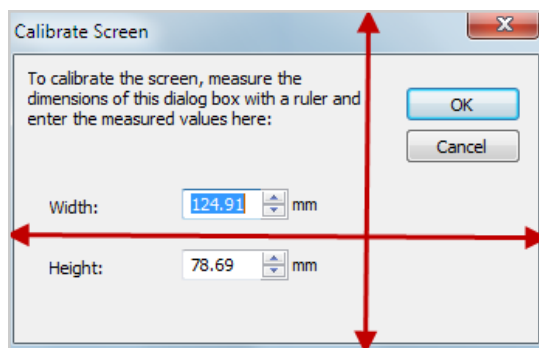 Calibrate Screen
To calibrate the screen, measure the
dimensions of this dialog box with a ruler and
enter the measured values here:
OK
Cancel
Width: 124.91 mm
Height: 78.69 mm